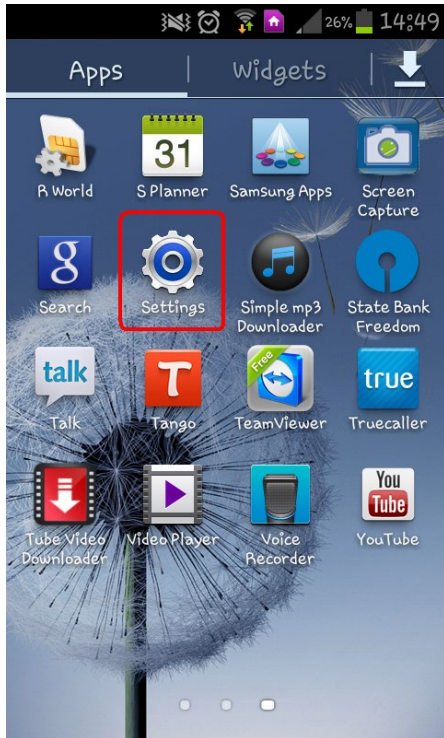 26% 14:49
Apps Widgets
31
R World S Planner Samsung Apps Screen
Capture
8
Search Settings Simple mp3 State Bank
Downloader Freedom
talk T Free true
Talk Tango TeamViewer Truecaller
You
Tube
Tube Video Video Player Voice YouTube
Downloader Recorder